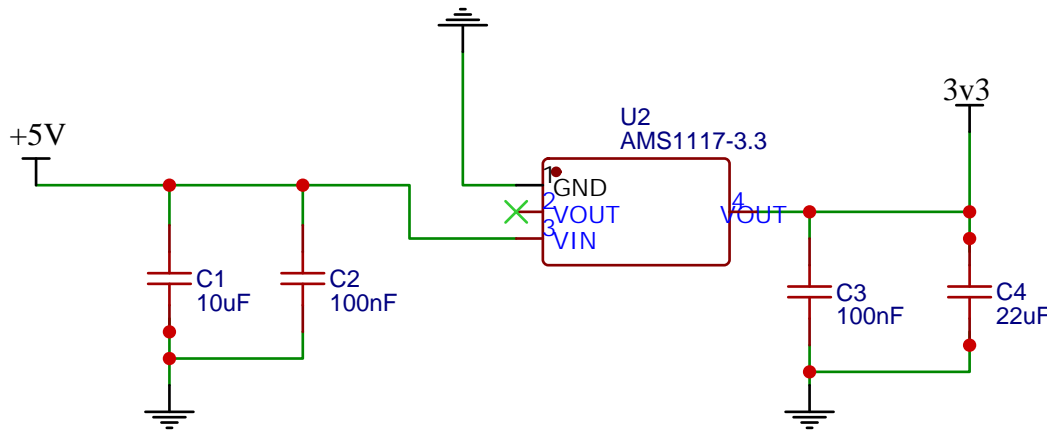 +5V
C1
10uF
C2
100nF
U2
AMS1117-3.3
1
GND
2
VOUT
3
VIN
4
VOUT
3v3
C3
100nF
C4
22uF